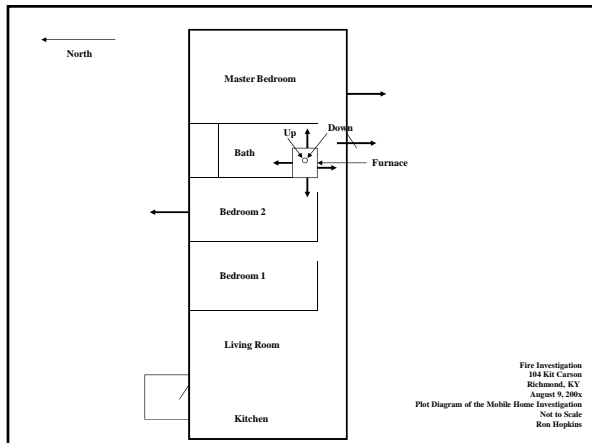 North
Master Bedroom
Up
Down
Bath
Furnace
Bedroom 2
Bedroom 1
Living Room
Kitchen
Fire Investigation
104 Kit Carson
Richmond, KY
August 9, 200x
Plot Diagram of the Mobile Home Investigation
Not to Scale
Ron Hopkins